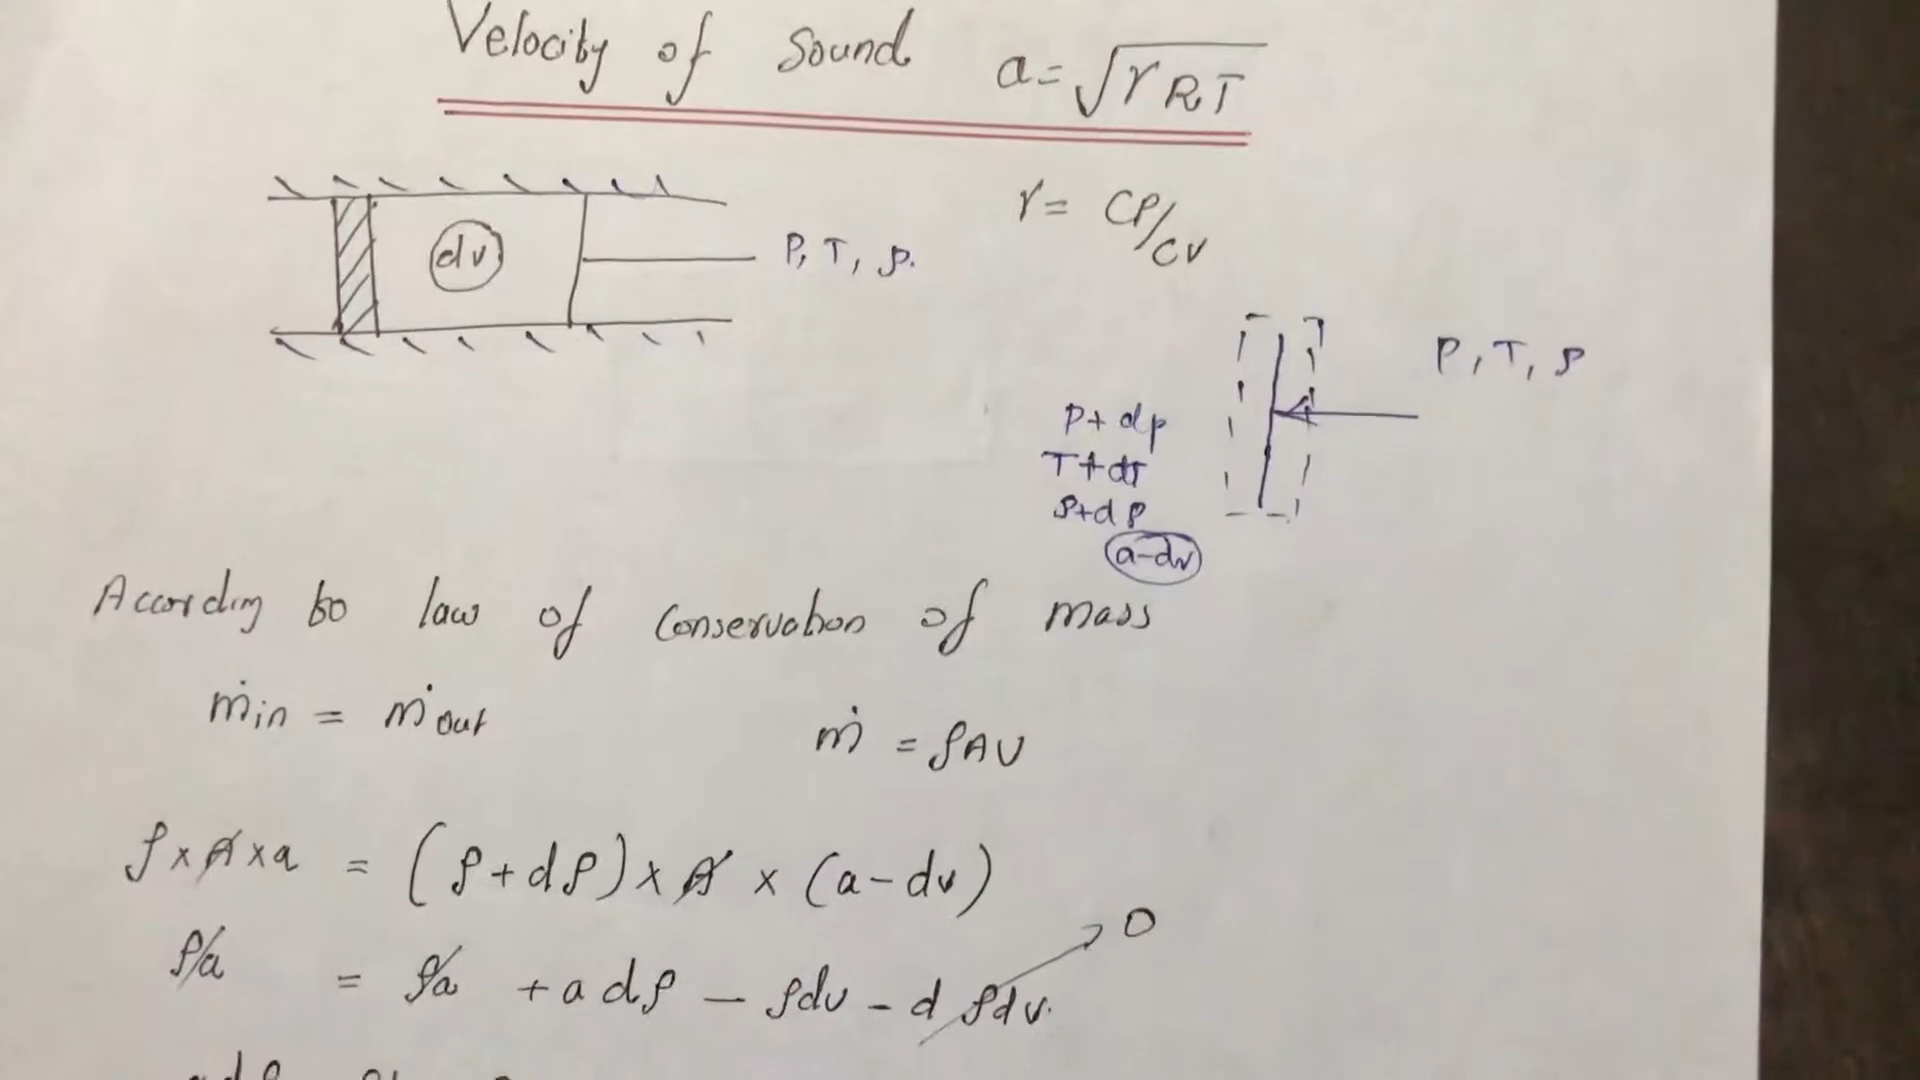 Velocity of Sound a=√γRT
γ= CP/CV
dv
P, T, ρ.
P, T, ρ
P+dp
T+dT
ρ+dρ
a-dv
According to law of Conservation of mass
ṁin = ṁout
ṁ = ρAV
ρ×A×a = (ρ+dρ)×A×(a-dv)
ρa = ρa +a dρ - ρdv - dρdv. 0